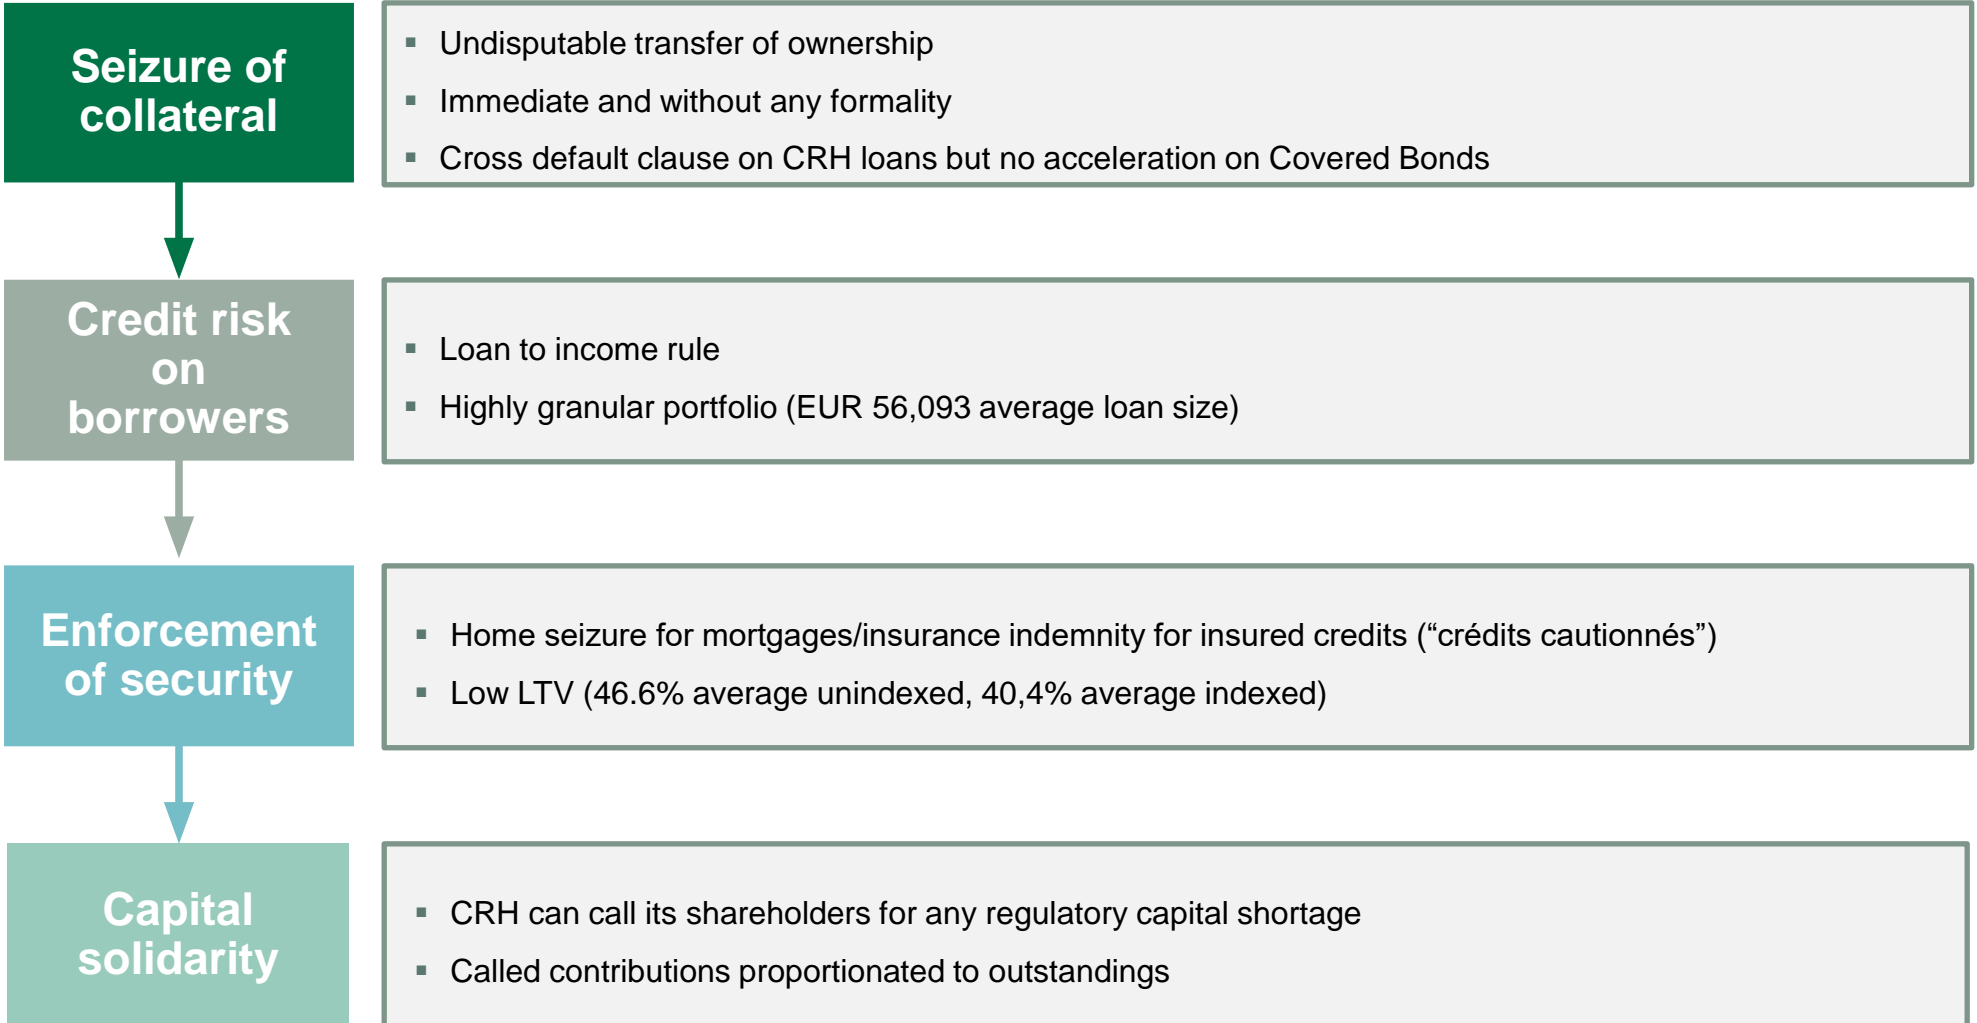 Seizure of
collateral
▪ Undisputable transfer of ownership
▪ Immediate and without any formality
▪ Cross default clause on CRH loans but no acceleration on Covered Bonds
Credit risk
on
borrowers
▪ Loan to income rule
▪ Highly granular portfolio (EUR 56,093 average loan size)
Enforcement
of security
▪ Home seizure for mortgages/insurance indemnity for insured credits (“crédits cautionnés”)
▪ Low LTV (46.6% average unindexed, 40,4% average indexed)
Capital
solidarity
▪ CRH can call its shareholders for any regulatory capital shortage
▪ Called contributions proportionated to outstandings